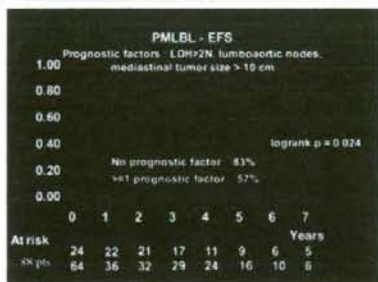 PMLBL - EFS
Prognostic factors : LDH>2N, lumboaortic nodes,
mediastinal tumor size > 10 cm
1.00
0.80
0.60
0.40 logrank p = 0.024
0.20
0.00
No prognostic factor 83%
>=1 prognostic factor 57%
0 1 2 3 4 5 6 7
Years
At risk
24 22 21 17 11 9 6 5
88 pts 64 36 32 29 24 16 10 6